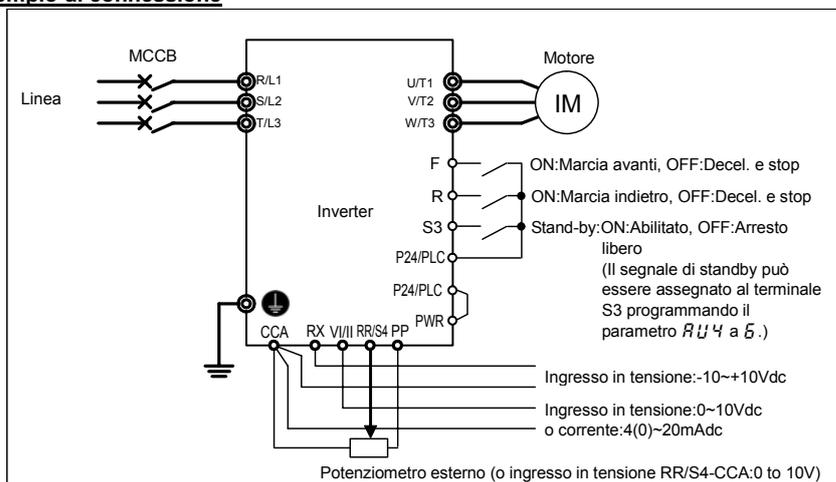 MCCB
Motore
Linea
R/L1
S/L2
T/L3
U/T1
V/T2
W/T3
IM
F
ON:Marcia avanti, OFF:Decel. e stop
R
ON:Marcia indietro, OFF:Decel. e stop
Inverter
S3
Stand-by:ON:Abilitato, OFF:Arresto
libero
(Il segnale di standby può
essere assegnato al terminale
S3 programmando il
parametro AU4 a 6.)
P24/PLC
P24/PLC
PWR
CCA
RX
VI/II
RR/S4
PP
Ingresso in tensione:-10~+10Vdc
Ingresso in tensione:0~10Vdc
o corrente:4(0)~20mAdc
Potenziometro esterno (o ingresso in tensione RR/S4-CCA:0 to 10V)